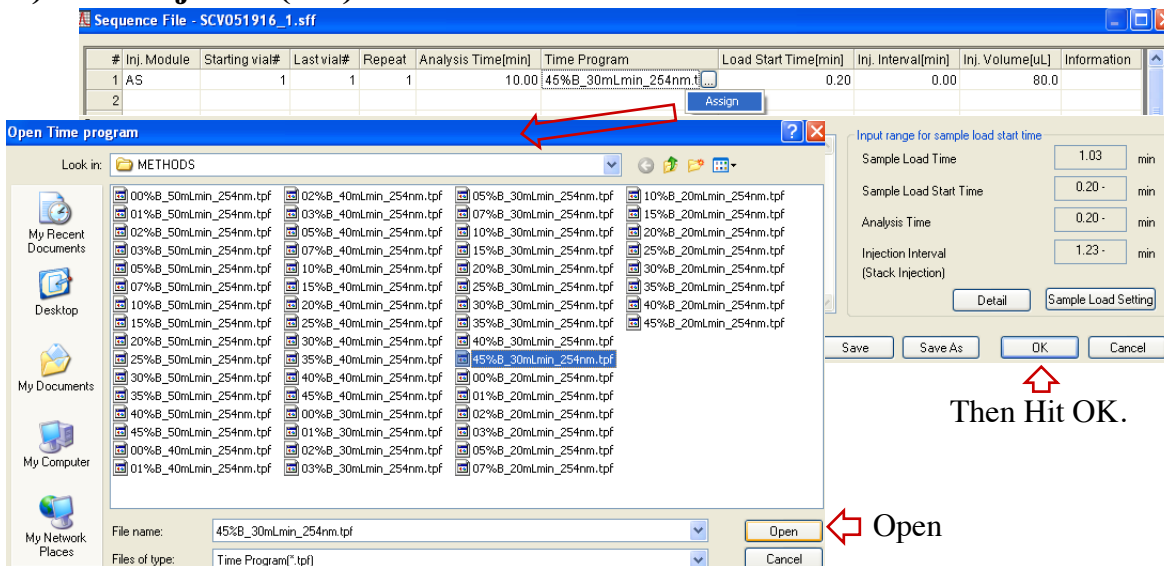 Sequence File - SCV051916_1.sff
# Inj. Module Starting vial# Last vial# Repeat Analysis Time[min] Time Program Load Start Time[min] Inj. Interval[min] Inj. Volume[uL] Information
1 AS 1 1 1 10.00 45%B_30mLmin_254nm.t ... 0.20 0.00 80.0
2
Assign
Open Time program
Look in: METHODS
My Recent Documents
Desktop
My Documents
My Computer
My Network Places
00%B_50mLmin_254nm.tpf 02%B_40mLmin_254nm.tpf 05%B_30mLmin_254nm.tpf 10%B_20mLmin_254nm.tpf
01%B_50mLmin_254nm.tpf 03%B_40mLmin_254nm.tpf 07%B_30mLmin_254nm.tpf 15%B_20mLmin_254nm.tpf
02%B_50mLmin_254nm.tpf 05%B_40mLmin_254nm.tpf 10%B_30mLmin_254nm.tpf 20%B_20mLmin_254nm.tpf
03%B_50mLmin_254nm.tpf 07%B_40mLmin_254nm.tpf 15%B_30mLmin_254nm.tpf 25%B_20mLmin_254nm.tpf
05%B_50mLmin_254nm.tpf 10%B_40mLmin_254nm.tpf 20%B_30mLmin_254nm.tpf 30%B_20mLmin_254nm.tpf
07%B_50mLmin_254nm.tpf 15%B_40mLmin_254nm.tpf 25%B_30mLmin_254nm.tpf 35%B_20mLmin_254nm.tpf
10%B_50mLmin_254nm.tpf 20%B_40mLmin_254nm.tpf 30%B_30mLmin_254nm.tpf 40%B_20mLmin_254nm.tpf
15%B_50mLmin_254nm.tpf 25%B_40mLmin_254nm.tpf 35%B_30mLmin_254nm.tpf 45%B_20mLmin_254nm.tpf
20%B_50mLmin_254nm.tpf 30%B_40mLmin_254nm.tpf 40%B_30mLmin_254nm.tpf
25%B_50mLmin_254nm.tpf 35%B_40mLmin_254nm.tpf 45%B_30mLmin_254nm.tpf
30%B_50mLmin_254nm.tpf 40%B_40mLmin_254nm.tpf 00%B_20mLmin_254nm.tpf
35%B_50mLmin_254nm.tpf 45%B_40mLmin_254nm.tpf 01%B_20mLmin_254nm.tpf
40%B_50mLmin_254nm.tpf 00%B_30mLmin_254nm.tpf 02%B_20mLmin_254nm.tpf
45%B_50mLmin_254nm.tpf 01%B_30mLmin_254nm.tpf 03%B_20mLmin_254nm.tpf
00%B_40mLmin_254nm.tpf 02%B_30mLmin_254nm.tpf 05%B_20mLmin_254nm.tpf
01%B_40mLmin_254nm.tpf 03%B_30mLmin_254nm.tpf 07%B_20mLmin_254nm.tpf
File name: 45%B_30mLmin_254nm.tpf Open
Files of type: Time Program(*.tpf) Cancel
Input range for sample load start time
Sample Load Time 1.03 min
Sample Load Start Time 0.20 - min
Analysis Time 0.20 - min
Injection Interval 1.23 - min
(Stack Injection)
Detail Sample Load Setting
Save Save As OK Cancel
Then Hit OK.
Open